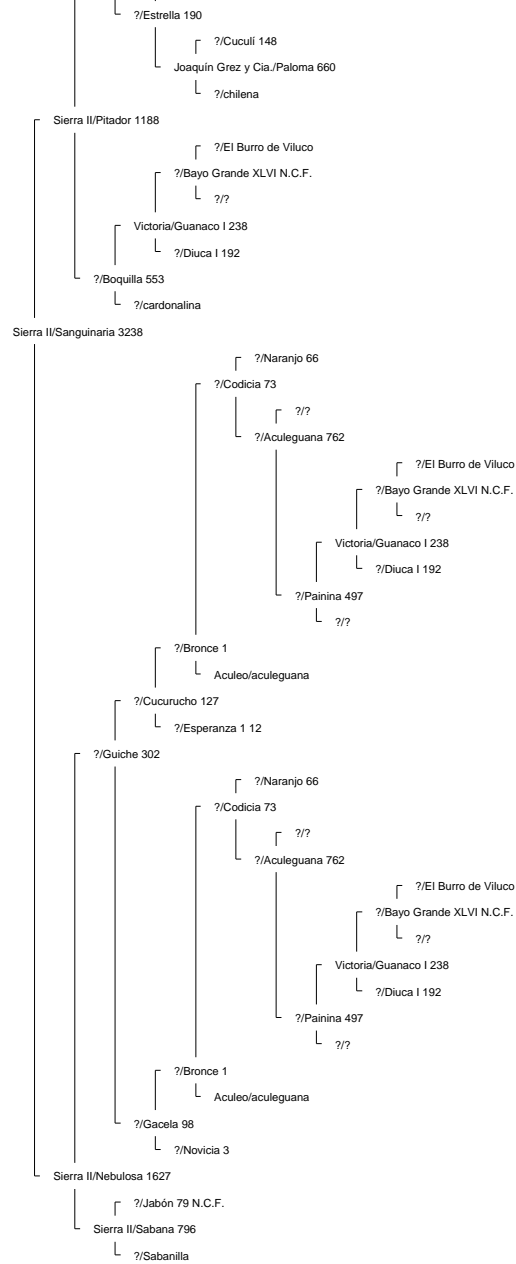 ?/Estrella 190
?/Cuculí 148
Joaquín Grez y Cia./Paloma 660
?/chilena
Sierra II/Pitador 1188
?/El Burro de Viluco
?/Bayo Grande XLVI N.C.F.
?/?
Victoria/Guanaco I 238
?/Diuca I 192
?/Boquilla 553
?/cardonalina
Sierra II/Sanguinaria 3238
?/Naranjo 66
?/Codicia 73
?/?
?/Aculeguana 762
?/El Burro de Viluco
?/Bayo Grande XLVI N.C.F.
?/?
Victoria/Guanaco I 238
?/Diuca I 192
?/Painina 497
?/?
?/Bronce 1
Aculeo/aculeguana
?/Cucurucho 127
?/Esperanza 1 12
?/Guiche 302
?/Naranjo 66
?/Codicia 73
?/?
?/Aculeguana 762
?/El Burro de Viluco
?/Bayo Grande XLVI N.C.F.
?/?
Victoria/Guanaco I 238
?/Diuca I 192
?/Painina 497
?/?
?/Bronce 1
Aculeo/aculeguana
?/Gacela 98
?/Novicia 3
Sierra II/Nebulosa 1627
?/Jabón 79 N.C.F.
Sierra II/Sabana 796
?/Sabanilla